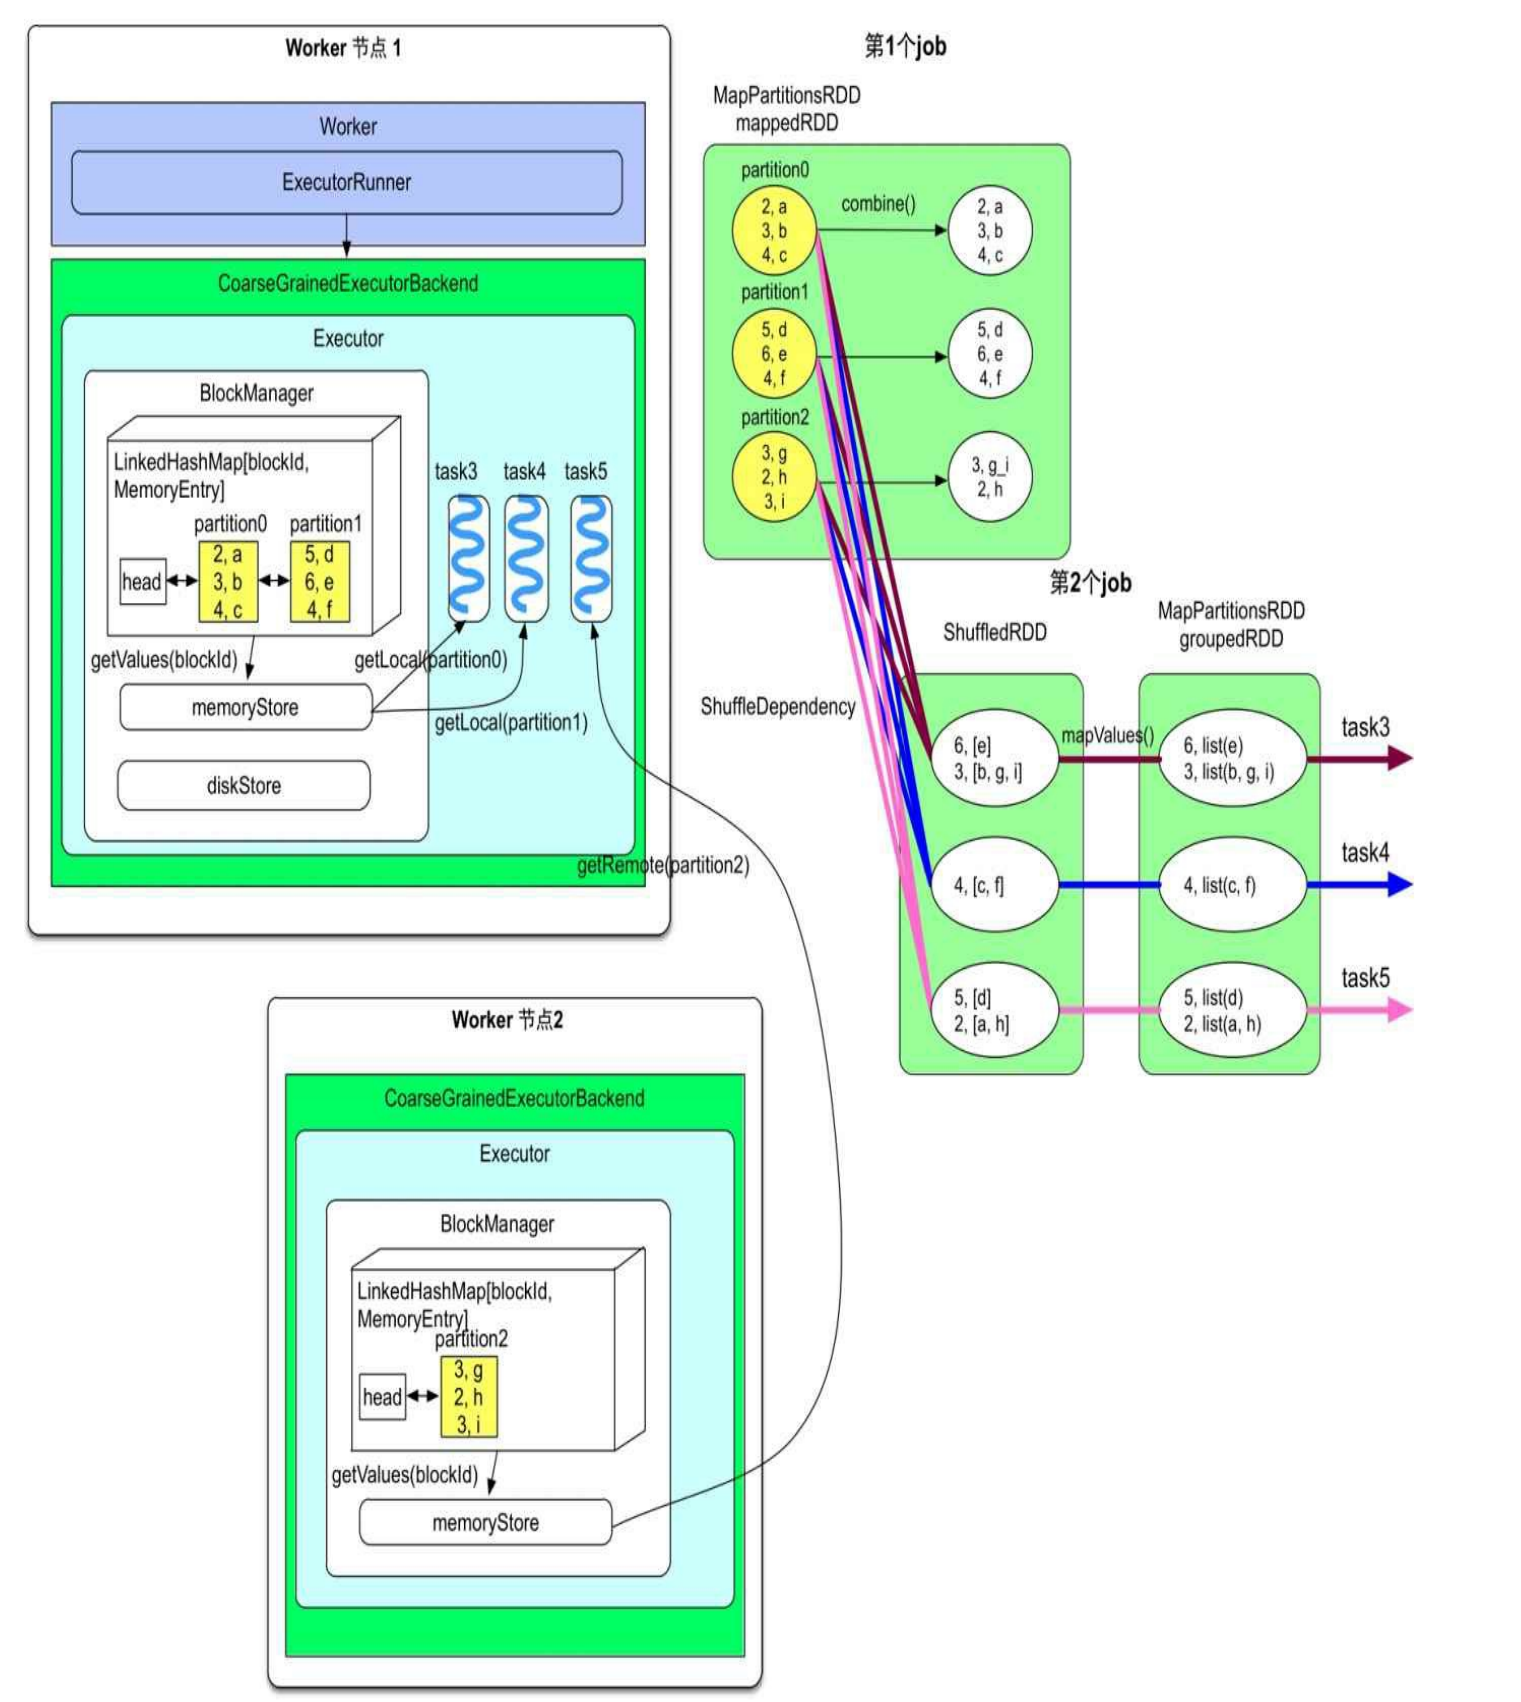 Worker 节点 1
Worker
ExecutorRunner
CoarseGrainedExecutorBackend
Executor
BlockManager
LinkedHashMap[blockId,
MemoryEntry]
partition0
partition1
head
2, a
3, b
4, c
5, d
6, e
4, f
task3
task4
task5
getValues(blockId)
getLocal(partition0)
memoryStore
getLocal(partition1)
diskStore
getRemote(partition2)
Worker 节点2
CoarseGrainedExecutorBackend
Executor
BlockManager
LinkedHashMap[blockId,
MemoryEntry]
partition2
head
3, g
2, h
3, i
getValues(blockId)
memoryStore
第1个job
MapPartitionsRDD
mappedRDD
partition0
2, a
3, b
4, c
combine()
2, a
3, b
4, c
partition1
5, d
6, e
4, f
5, d
6, e
4, f
partition2
3, g
2, h
3, i
3, g_i
2, h
第2个job
ShuffledRDD
MapPartitionsRDD
groupedRDD
ShuffleDependency
6, [e]
3, [b, g, i]
mapValues()
6, list(e)
3, list(b, g, i)
task3
4, [c, f]
4, list(c, f)
task4
5, [d]
2, [a, h]
5, list(d)
2, list(a, h)
task5